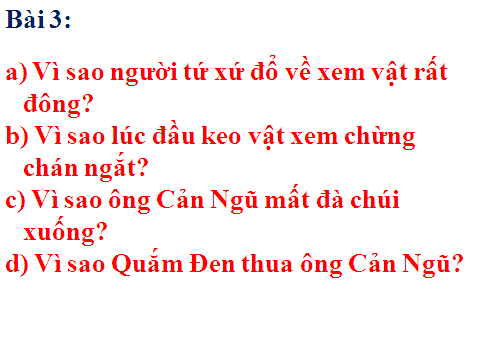 Bài 3:
a) Vì sao người tứ xứ đổ về xem vật rất
đông?
b) Vì sao lúc đầu keo vật xem chừng
chán ngắt?
c) Vì sao ông Cản Ngũ mất đà chúi
xuống?
d) Vì sao Quắm Đen thua ông Cản Ngũ?